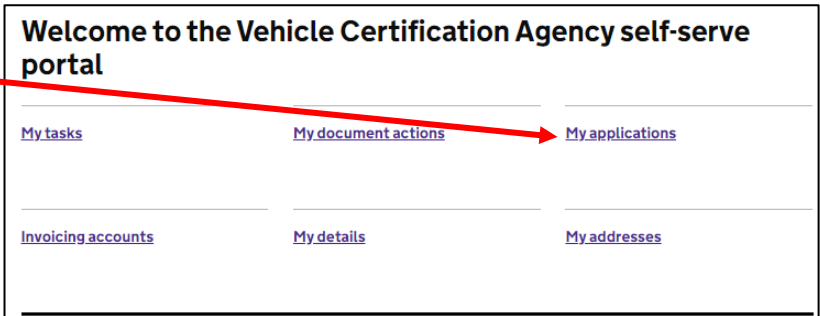 Welcome to the Vehicle Certification Agency self-serve
portal
My tasks
My document actions
My applications
Invoicing accounts
My details
My addresses